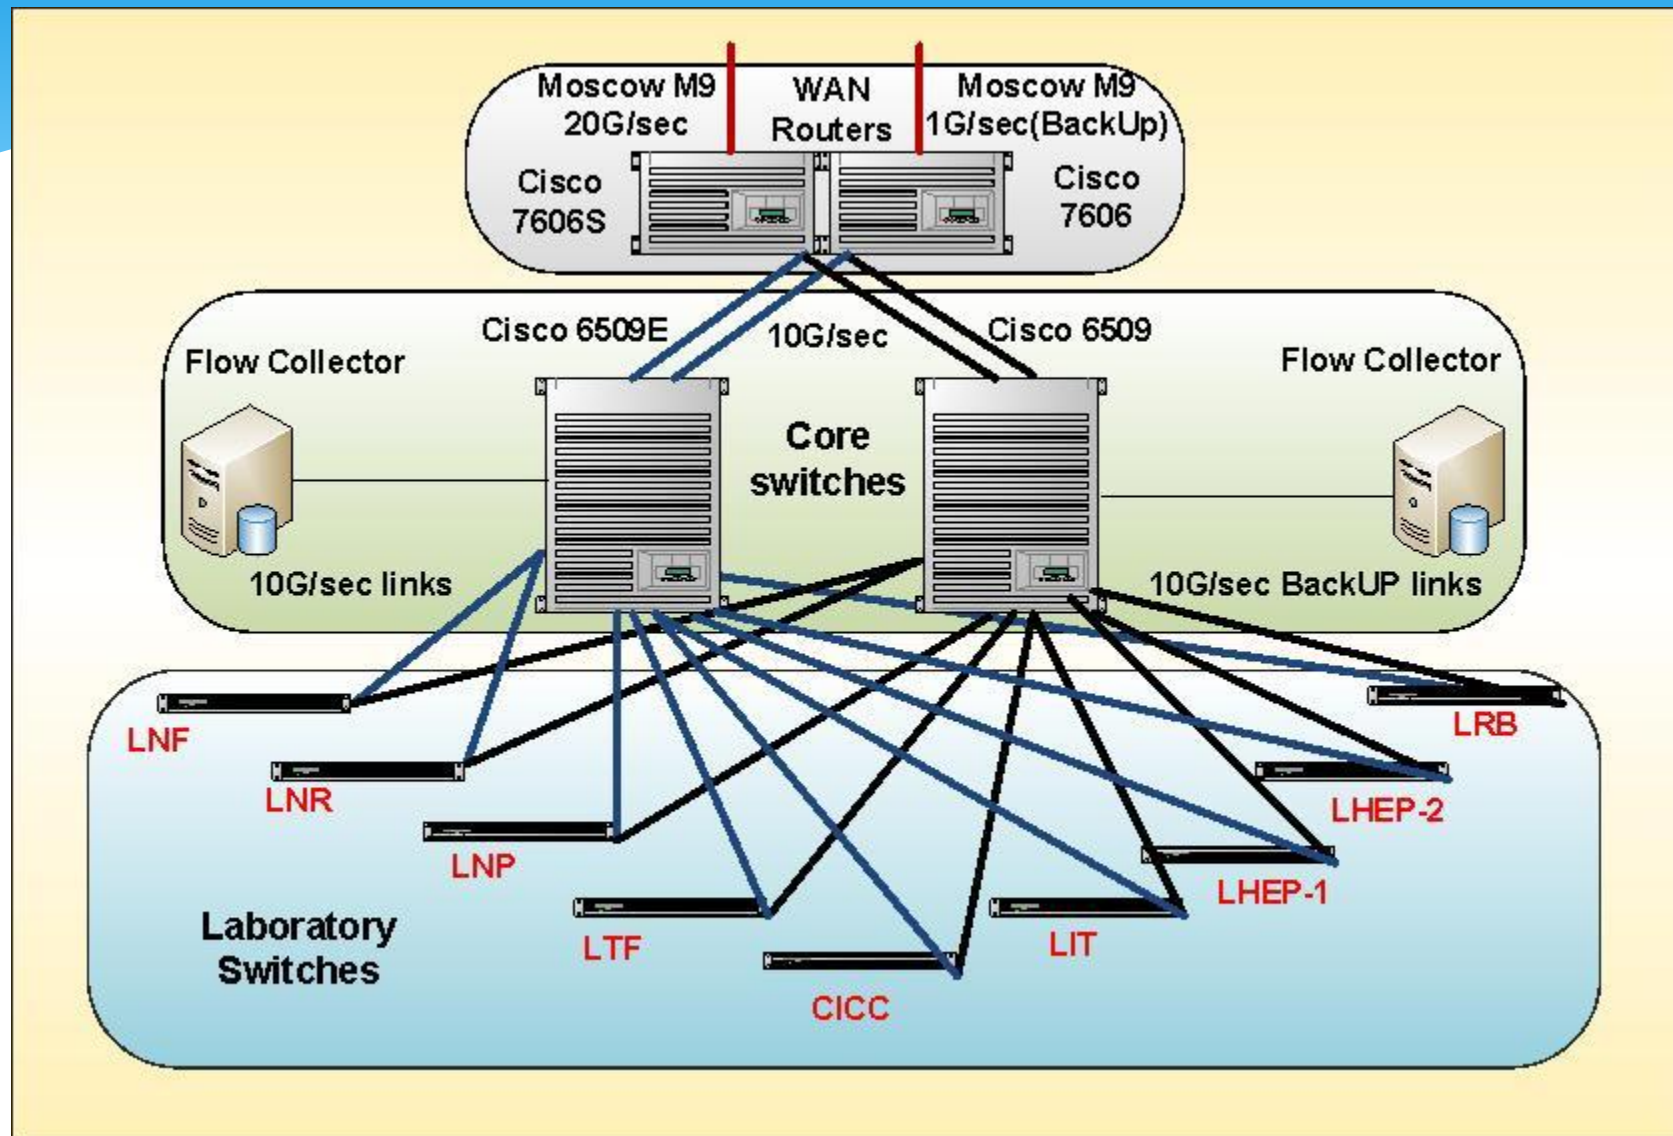 Moscow M9
20G/sec
WAN
Routers
Moscow M9
1G/sec(BackUp)
Cisco
7606S
Cisco
7606
Cisco 6509E
10G/sec
Cisco 6509
Flow Collector
Flow Collector
Core
switches
10G/sec links
10G/sec BackUP links
LNF
LRB
LNR
LHEP-2
LNP
LHEP-1
LTF
LIT
CICC
Laboratory
Switches